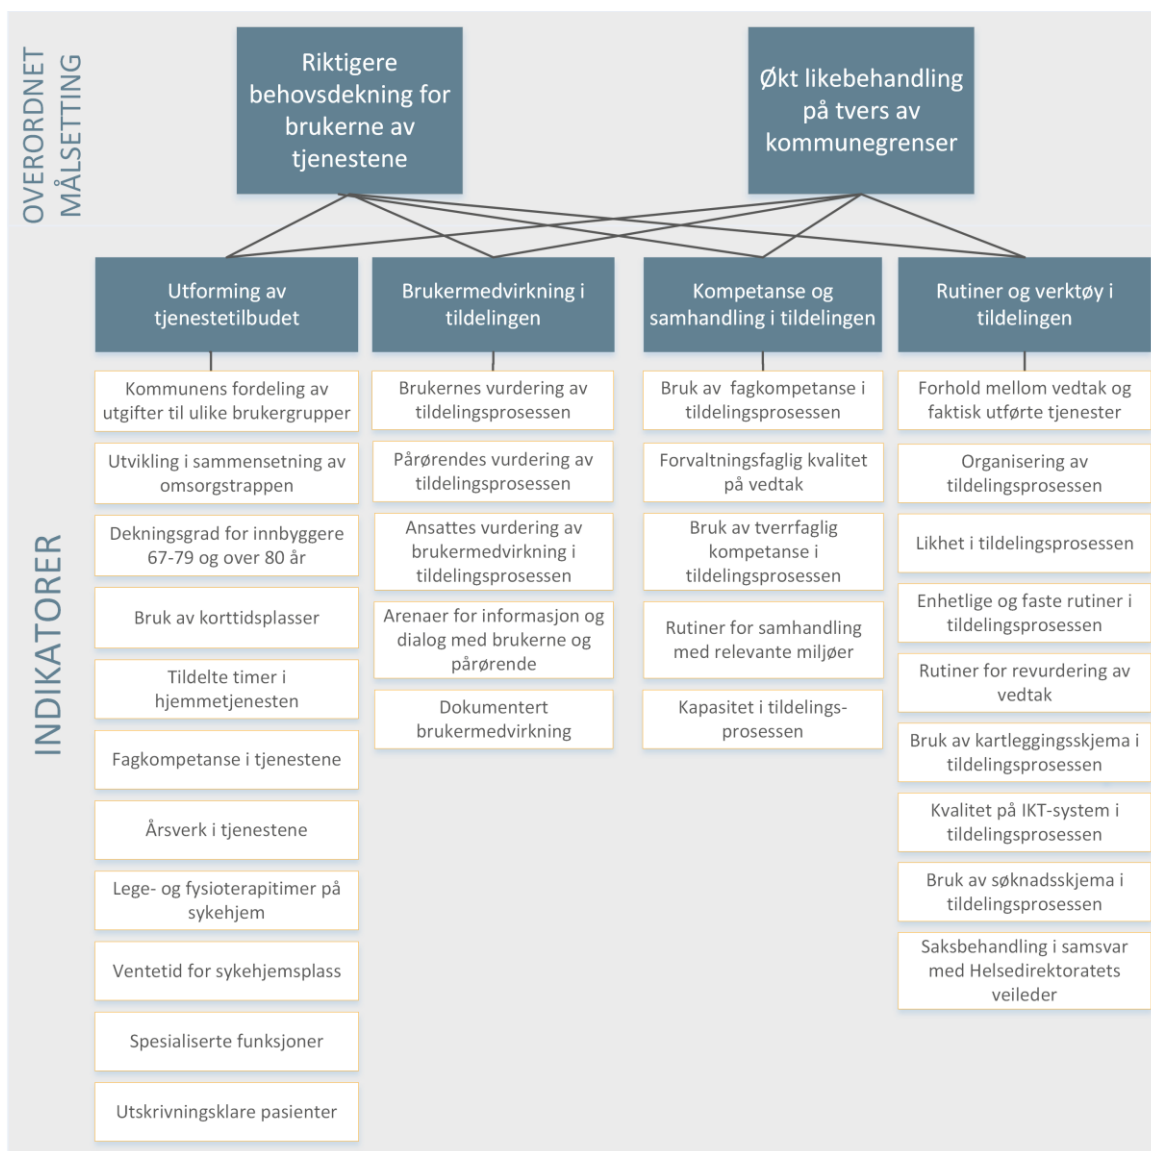 OVERORDNET
MÅLSETTING
Riktigere
behovsdekning for
brukerne av
tjenestene
Økt likebehandling
på tvers av
kommunegrenser
INDIKATORER
Utforming av
tjenestetilbudet
Kommunens fordeling av
utgifter til ulike brukergrupper
Utvikling i sammensetning av
omsorgstrappen
Dekningsgrad for innbyggere
67-79 og over 80 år
Bruk av korttidsplasser
Tildelte timer i
hjemmetjenesten
Fagkompetanse i tjenestene
Årsverk i tjenestene
Lege- og fysioterapitimer på
sykehjem
Ventetid for sykehjemsplass
Spesialiserte funksjoner
Utskrivningsklare pasienter
Brukermedvirkning i
tildelingen
Brukernes vurdering av
tildelingsprosessen
Pårørendes vurdering av
tildelingsprosessen
Ansattes vurdering av
brukermedvirkning i
tildelingsprosessen
Arenaer for informasjon og
dialog med brukerne og
pårørende
Dokumentert
brukermedvirkning
Kompetanse og
samhandling i tildelingen
Bruk av fagkompetanse i
tildelingsprosessen
Forvaltningsfaglig kvalitet
på vedtak
Bruk av tverrfaglig
kompetanse i
tildelingsprosessen
Rutiner for samhandling
med relevante miljøer
Kapasitet i tildelings-
prosessen
Rutiner og verktøy i
tildelingen
Forhold mellom vedtak og
faktisk utførte tjenester
Organisering av
tildelingsprosessen
Likhet i tildelingsprosessen
Enhetlige og faste rutiner i
tildelingsprosessen
Rutiner for revurdering av
vedtak
Bruk av kartleggingsskjema i
tildelingsprosessen
Kvalitet på IKT-system i
tildelingsprosessen
Bruk av søknadsskjema i
tildelingsprosessen
Saksbehandling i samsvar
med Helsedirektoratets
veileder